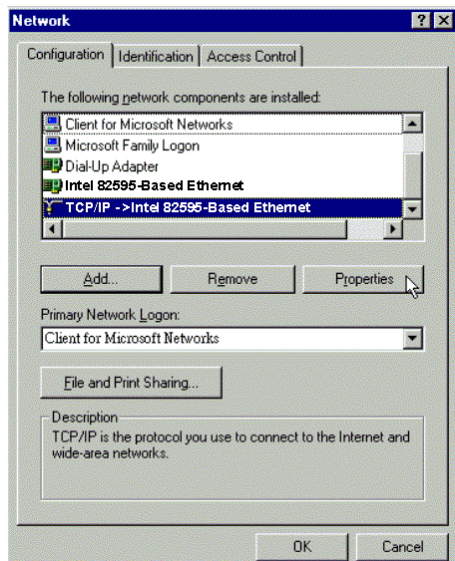 Network
Configuration Identification Access Control
The following network components are installed:
Client for Microsoft Networks
Microsoft Family Logon
Dial-Up Adapter
Intel 82595-Based Ethernet
TCP/IP ->Intel 82595-Based Ethernet
Add... Remove Properties
Primary Network Logon:
Client for Microsoft Networks
File and Print Sharing...
Description
TCP/IP is the protocol you use to connect to the Internet and
wide-area networks.
OK Cancel